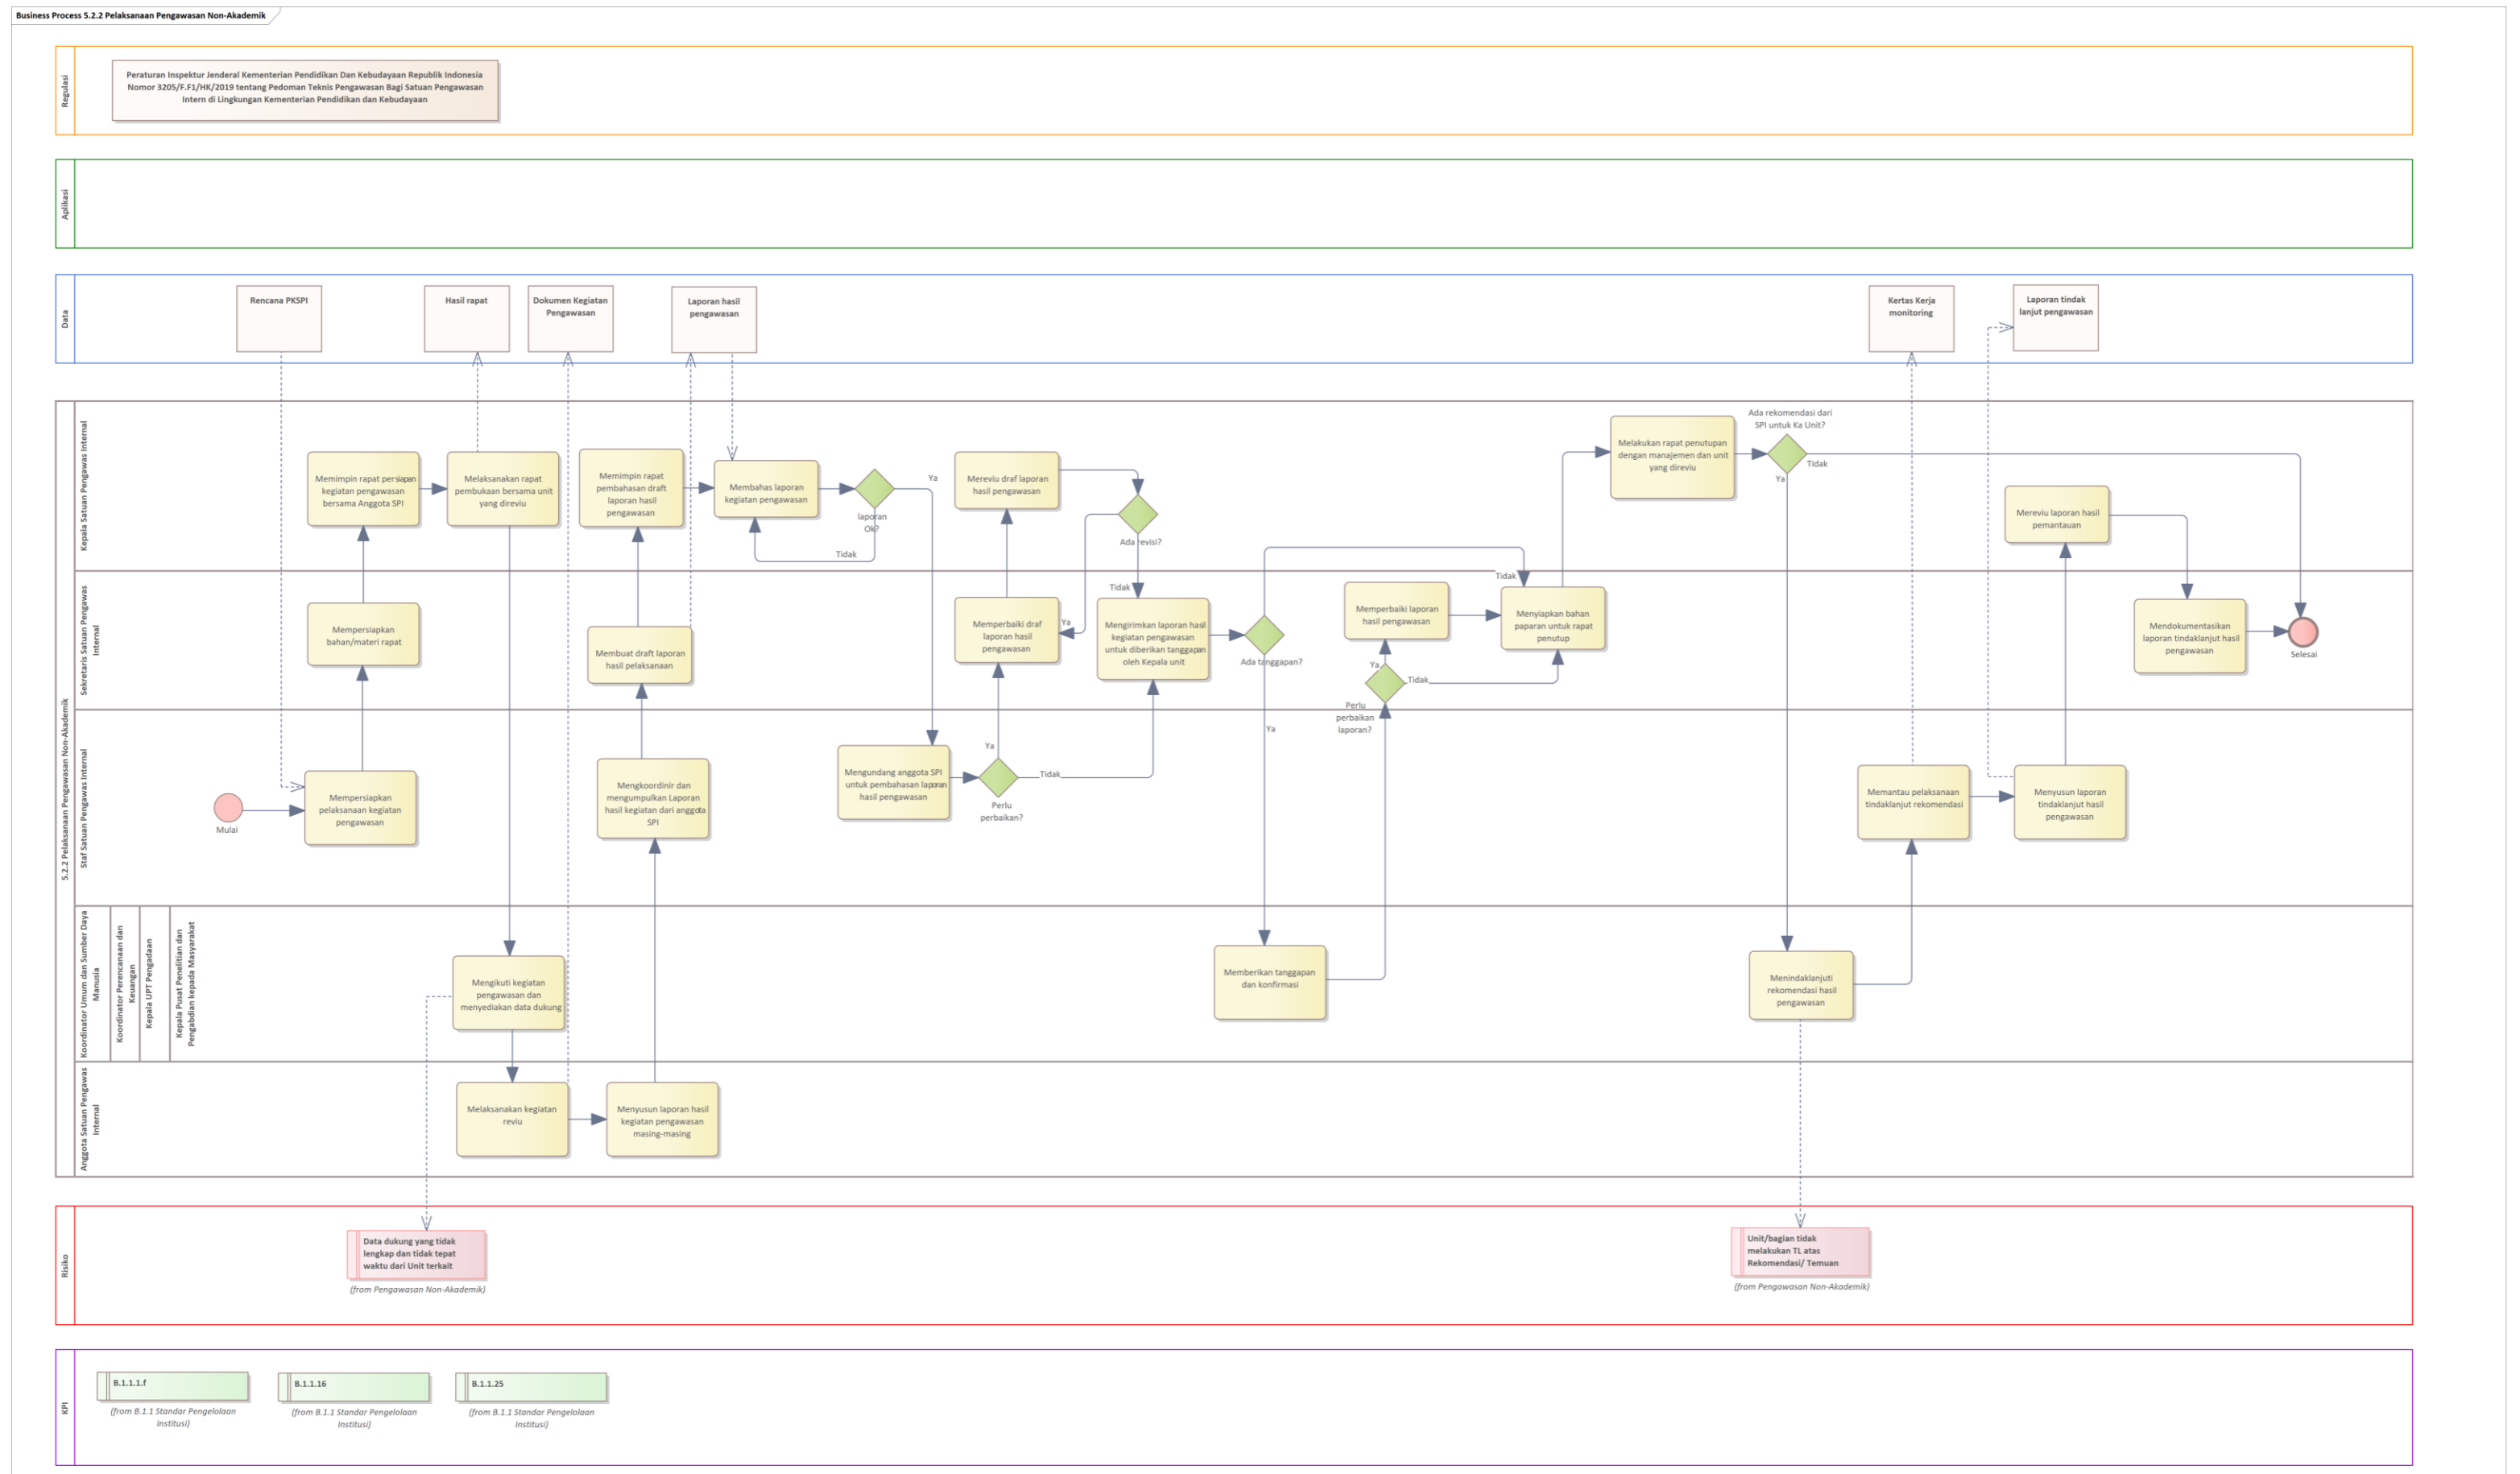 Business Process 5.2.2 Pelaksanaan Pengawasan Non-Akademik
Regulasi
Peraturan Inspektur Jenderal Kementerian Pendidikan Dan Kebudayaan Republik Indonesia
Nomor 3205/F.F1/HK/2019 tentang Pedoman Teknis Pengawasan Bagi Satuan Pengawasan
Intern di Lingkungan Kementerian Pendidikan dan Kebudayaan
Aplikasi
Data
Rencana PKSPI
Hasil rapat
Dokumen Kegiatan
Pengawasan
Laporan hasil
pengawasan
Kertas Kerja
monitoring
Laporan tindak
lanjut pengawasan
5.2.2 Pelaksanaan Pengawasan Non-Akademik
Kepala Satuan Pengawas Internal
Memimpin rapat persiapan
kegiatan pengawasan
bersama Anggota SPI
Melaksanakan rapat
pembukaan bersama unit
yang direviu
Memimpin rapat
pembahasan draft
laporan hasil
pengawasan
Membahas laporan
kegiatan pengawasan
laporan
Ok?
Ya
Tidak
Mereviu draf laporan
hasil pengawasan
Ada revisi?
Melakukan rapat penutupan
dengan manajemen dan unit
yang direviu
Ada rekomendasi dari
SPI untuk Ka Unit?
Tidak
Ya
Mereviu laporan hasil
pemantauan
Sekretaris Satuan Pengawas
Internal
Mempersiapkan
bahan/materi rapat
Membuat draft laporan
hasil pelaksanaan
Memperbaiki draf
laporan hasil
pengawasan
Ya
Tidak
Mengirimkan laporan hasil
kegiatan pengawasan
untuk diberikan tanggapan
oleh Kepala unit
Ada tanggapan?
Tidak
Memperbaiki laporan
hasil pengawasan
Ya
Tidak
Perlu
perbaikan
laporan?
Menyiapkan bahan
paparan untuk rapat
penutup
Mendokumentasikan
laporan tindaklanjut hasil
pengawasan
Selesai
Staf Satuan Pengawas Internal
Mulai
Mempersiapkan
pelaksanaan kegiatan
pengawasan
Mengkoordinir dan
mengumpulkan Laporan
hasil kegiatan dari anggota
SPI
Mengundang anggota SPI
untuk pembahasan laporan
hasil pengawasan
Ya
Tidak
Perlu
perbaikan?
Ya
Memantau pelaksanaan
tindaklanjut rekomendasi
Menyusun laporan
tindaklanjut hasil
pengawasan
Koordinator Umum dan Sumber Daya
Manusia
Koordinator Perencanaan dan
Keuangan
Kepala UPT Pengadaan
Kepala Pusat Penelitian dan
Pengabdian kepada Masyarakat
Mengikuti kegiatan
pengawasan dan
menyediakan data dukung
Memberikan tanggapan
dan konfirmasi
Menindaklanjuti
rekomendasi hasil
pengawasan
Anggota Satuan Pengawas
Internal
Melaksanakan kegiatan
reviu
Menyusun laporan hasil
kegiatan pengawasan
masing-masing
Risiko
Data dukung yang tidak
lengkap dan tidak tepat
waktu dari Unit terkait
(from Pengawasan Non-Akademik)
Unit/bagian tidak
melakukan TL atas
Rekomendasi/ Temuan
(from Pengawasan Non-Akademik)
KPI
B.1.1.1.f
(from B.1.1 Standar Pengelolaan
Institusi)
B.1.1.16
(from B.1.1 Standar Pengelolaan
Institusi)
B.1.1.25
(from B.1.1 Standar Pengelolaan
Institusi)